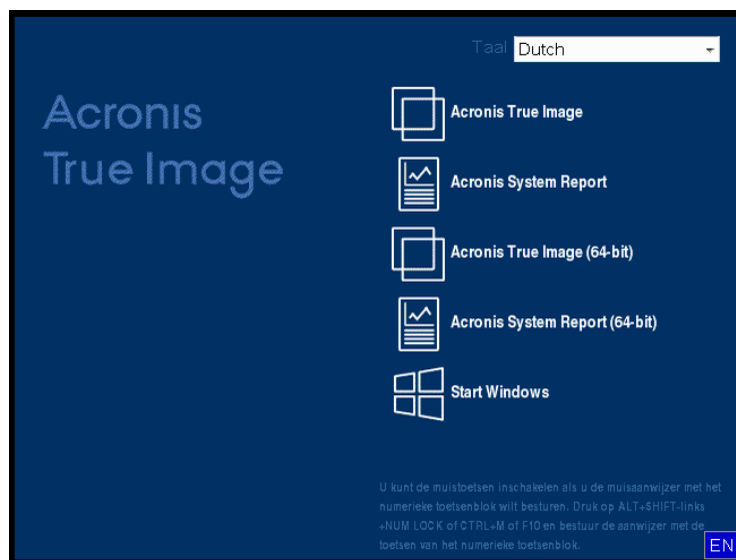 Taal Dutch
Acronis
True Image
Acronis True Image
Acronis System Report
Acronis True Image (64-bit)
Acronis System Report (64-bit)
Start Windows
U kunt de muistoetsen inschakelen als u de muisaanwijzer met het
numerieke toetsenblok wilt besturen. Druk op ALT+SHIFT-links
+NUM LOCK of CTRL+M of F10 en bestuur de aanwijzer met de
toetsen van het numerieke toetsenblok.
EN